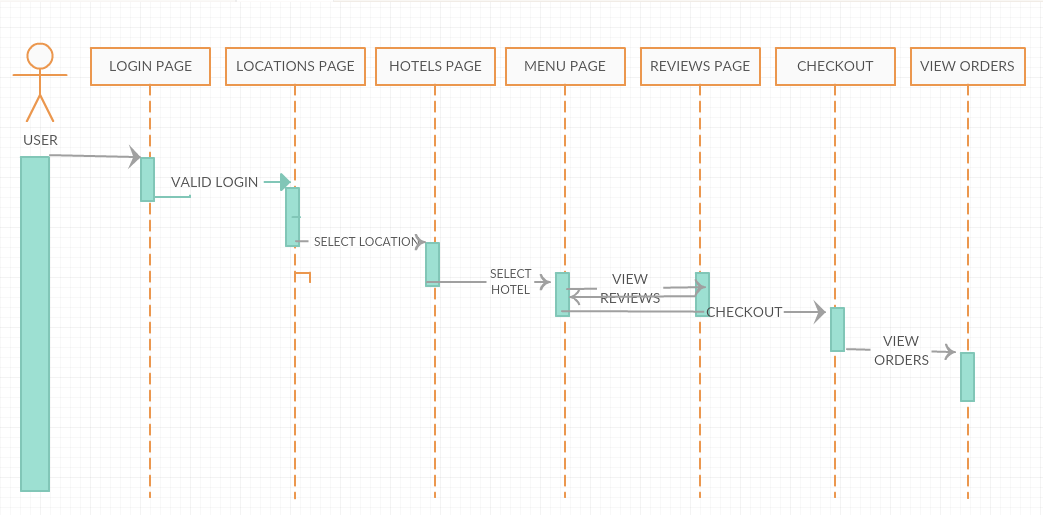 LOGIN PAGE
LOCATIONS PAGE
HOTELS PAGE
MENU PAGE
REVIEWS PAGE
CHECKOUT
VIEW ORDERS
USER
VALID LOGIN
SELECT LOCATION
SELECT
HOTEL
VIEW
REVIEWS
CHECKOUT
VIEW
ORDERS